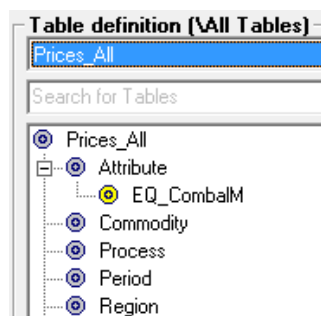 Table definition (\All Tables)
Prices_All
Search for Tables
Prices_All
Attribute
EQ_CombalM
Commodity
Process
Period
Region